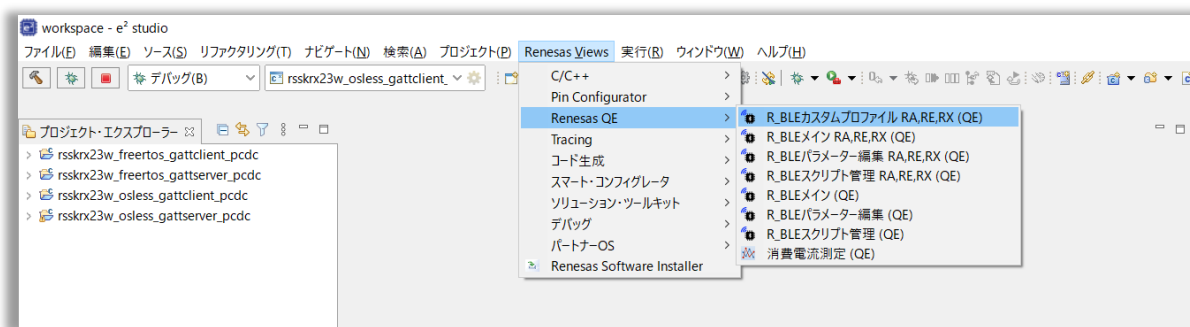 workspace - e² studio
ファイル(F) 編集(E) ソース(S) リファクタリング(T) ナビゲート(N) 検索(A) プロジェクト(P) Renesas Views 実行(R) ウィンドウ(W) ヘルプ(H)
デバッグ(B) rsskrx23w_osless_gattclient_
プロジェクト・エクスプローラー
rsskrx23w_freertos_gattclient_pcdc
rsskrx23w_freertos_gattserver_pcdc
rsskrx23w_osless_gattclient_pcdc
rsskrx23w_osless_gattserver_pcdc
C/C++
Pin Configurator
Renesas QE
Tracing
コード生成
スマート・コンフィグレータ
ソリューション・ツールキット
デバッグ
パートナーOS
Renesas Software Installer
R_BLEカスタムプロファイル RA,RE,RX (QE)
R_BLEメイン RA,RE,RX (QE)
R_BLEパラメーター編集 RA,RE,RX (QE)
R_BLEスクリプト管理 RA,RE,RX (QE)
R_BLEメイン (QE)
R_BLEパラメーター編集 (QE)
R_BLEスクリプト管理 (QE)
消費電流測定 (QE)